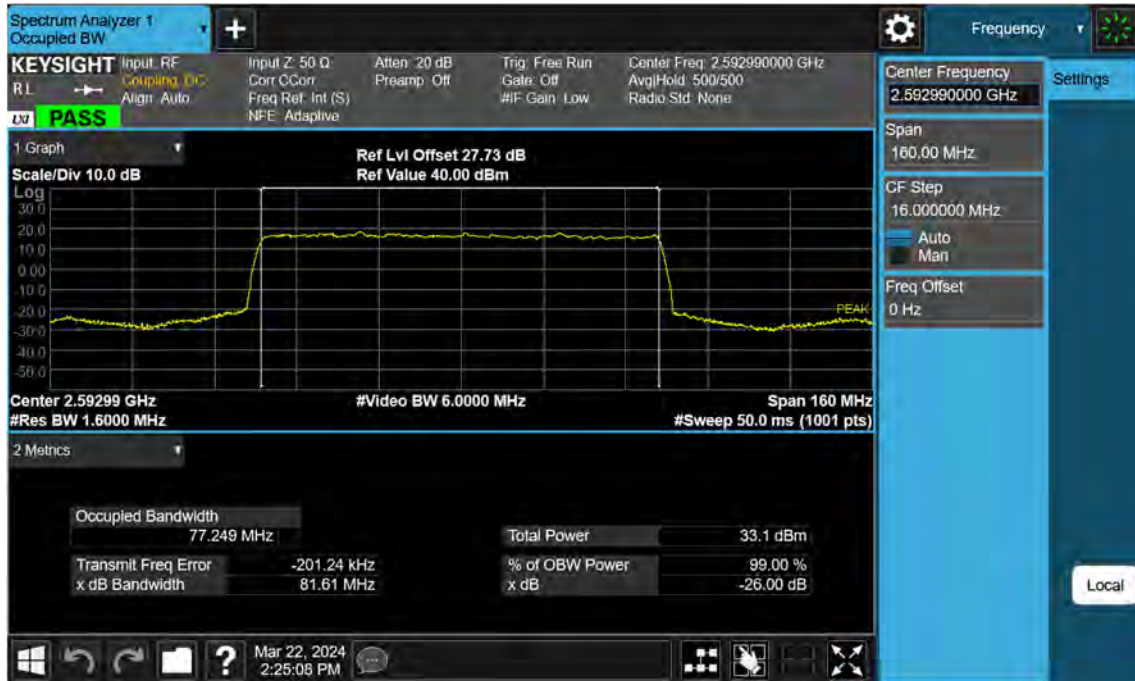 Spectrum Analyzer 1
Occupied BW
+
Frequency
KEYSIGHT
RL
Input: RF
Coupling: DC
Align: Auto
Input Z: 50 Ω
Corr CCorr
Freq Ref: Int (S)
NFE: Adaptive
Atten: 20 dB
Preamp: Off
Trig: Free Run
Gate: Off
#IF Gain: Low
Center Freq: 2.592990000 GHz
Avg|Hold: 500/500
Radio Std: None
LXI PASS
1 Graph
Scale/Div 10.0 dB
Ref Lvl Offset 27.73 dB
Ref Value 40.00 dBm
Log
30.0
20.0
10.0
0.00
-10.0
-20.0
-30.0
-40.0
-50.0
PEAK
Center 2.59299 GHz
#Res BW 1.6000 MHz
#Video BW 6.0000 MHz
Span 160 MHz
#Sweep 50.0 ms (1001 pts)
2 Metrics
Occupied Bandwidth
77.249 MHz
Total Power 33.1 dBm
Transmit Freq Error -201.24 kHz
% of OBW Power 99.00 %
x dB Bandwidth 81.61 MHz
x dB -26.00 dB
Center Frequency
2.592990000 GHz
Settings
Span
160.00 MHz
CF Step
16.000000 MHz
Auto
Man
Freq Offset
0 Hz
Local
?
Mar 22, 2024
2:25:08 PM